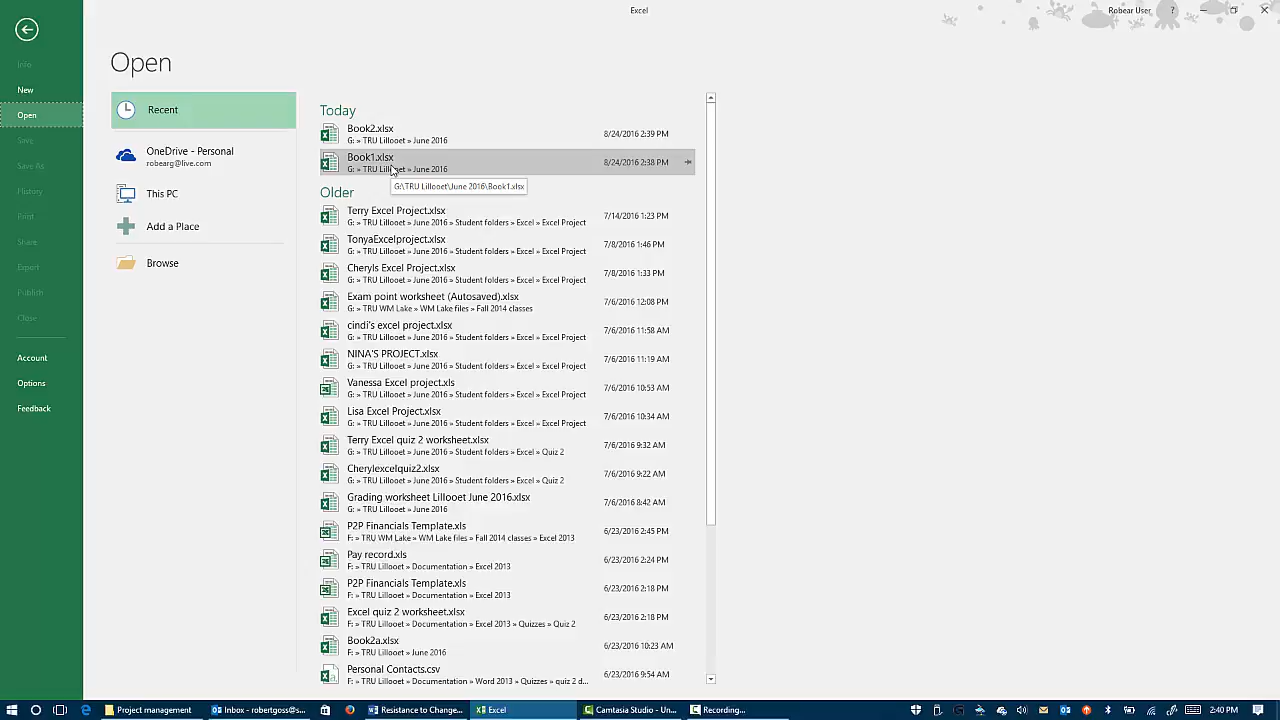 Excel
Robear User
?
Info
New
Open
Save
Save As
History
Print
Share
Export
Publish
Close
Account
Options
Feedback
Open
Recent
OneDrive - Personal
robearg@live.com
This PC
Add a Place
Browse
Today
Book2.xlsx
8/24/2016 2:39 PM
G: » TRU Lillooet » June 2016
Book1.xlsx
8/24/2016 2:38 PM
G: » TRU Lillooet » June 2016
G:\TRU Lillooet\June 2016\Book1.xlsx
Older
Terry Excel Project.xlsx
7/14/2016 1:23 PM
G: » TRU Lillooet » June 2016 » Student folders » Excel » Excel Project
TonyaExcelproject.xlsx
7/8/2016 1:46 PM
G: » TRU Lillooet » June 2016 » Student folders » Excel » Excel Project
Cheryls Excel Project.xlsx
7/8/2016 1:33 PM
G: » TRU Lillooet » June 2016 » Student folders » Excel » Excel Project
Exam point worksheet (Autosaved).xlsx
7/6/2016 12:08 PM
G: » TRU WM Lake » WM Lake files » Fall 2014 classes
cindi's excel project.xlsx
7/6/2016 11:58 AM
G: » TRU Lillooet » June 2016 » Student folders » Excel » Excel Project
NINA'S PROJECT.xlsx
7/6/2016 11:19 AM
G: » TRU Lillooet » June 2016 » Student folders » Excel » Excel Project
Vanessa Excel project.xls
7/6/2016 10:53 AM
G: » TRU Lillooet » June 2016 » Student folders » Excel » Excel Project
Lisa Excel Project.xlsx
7/6/2016 10:34 AM
G: » TRU Lillooet » June 2016 » Student folders » Excel » Excel Project
Terry Excel quiz 2 worksheet.xlsx
7/6/2016 9:32 AM
G: » TRU Lillooet » June 2016 » Student folders » Excel » Quiz 2
Cherylexcelquiz2.xlsx
7/6/2016 9:22 AM
G: » TRU Lillooet » June 2016 » Student folders » Excel » Quiz 2
Grading worksheet Lillooet June 2016.xlsx
7/6/2016 8:42 AM
G: » TRU Lillooet » June 2016
P2P Financials Template.xls
6/23/2016 2:45 PM
F: » TRU WM Lake » WM Lake files » Fall 2014 classes » Excel 2013
Pay record.xls
6/23/2016 2:24 PM
F: » TRU Lillooet » Documentation » Excel 2013
P2P Financials Template.xls
6/23/2016 2:18 PM
F: » TRU Lillooet » Documentation » Excel 2013
Excel quiz 2 worksheet.xlsx
6/23/2016 2:18 PM
F: » TRU Lillooet » Documentation » Excel 2013 » Quizzes » Quiz 2
Book2a.xlsx
6/23/2016 10:23 AM
F: » TRU Lillooet » June 2016
Personal Contacts.csv
6/23/2016 9:54 AM
F: » TRU Lillooet » Documentation » Word 2013 » Quizzes » quiz 2 d...
Project management
Inbox - robertgoss@s...
Resistance to Change...
Excel
Camtasia Studio - Un...
Recording...
2:40 PM